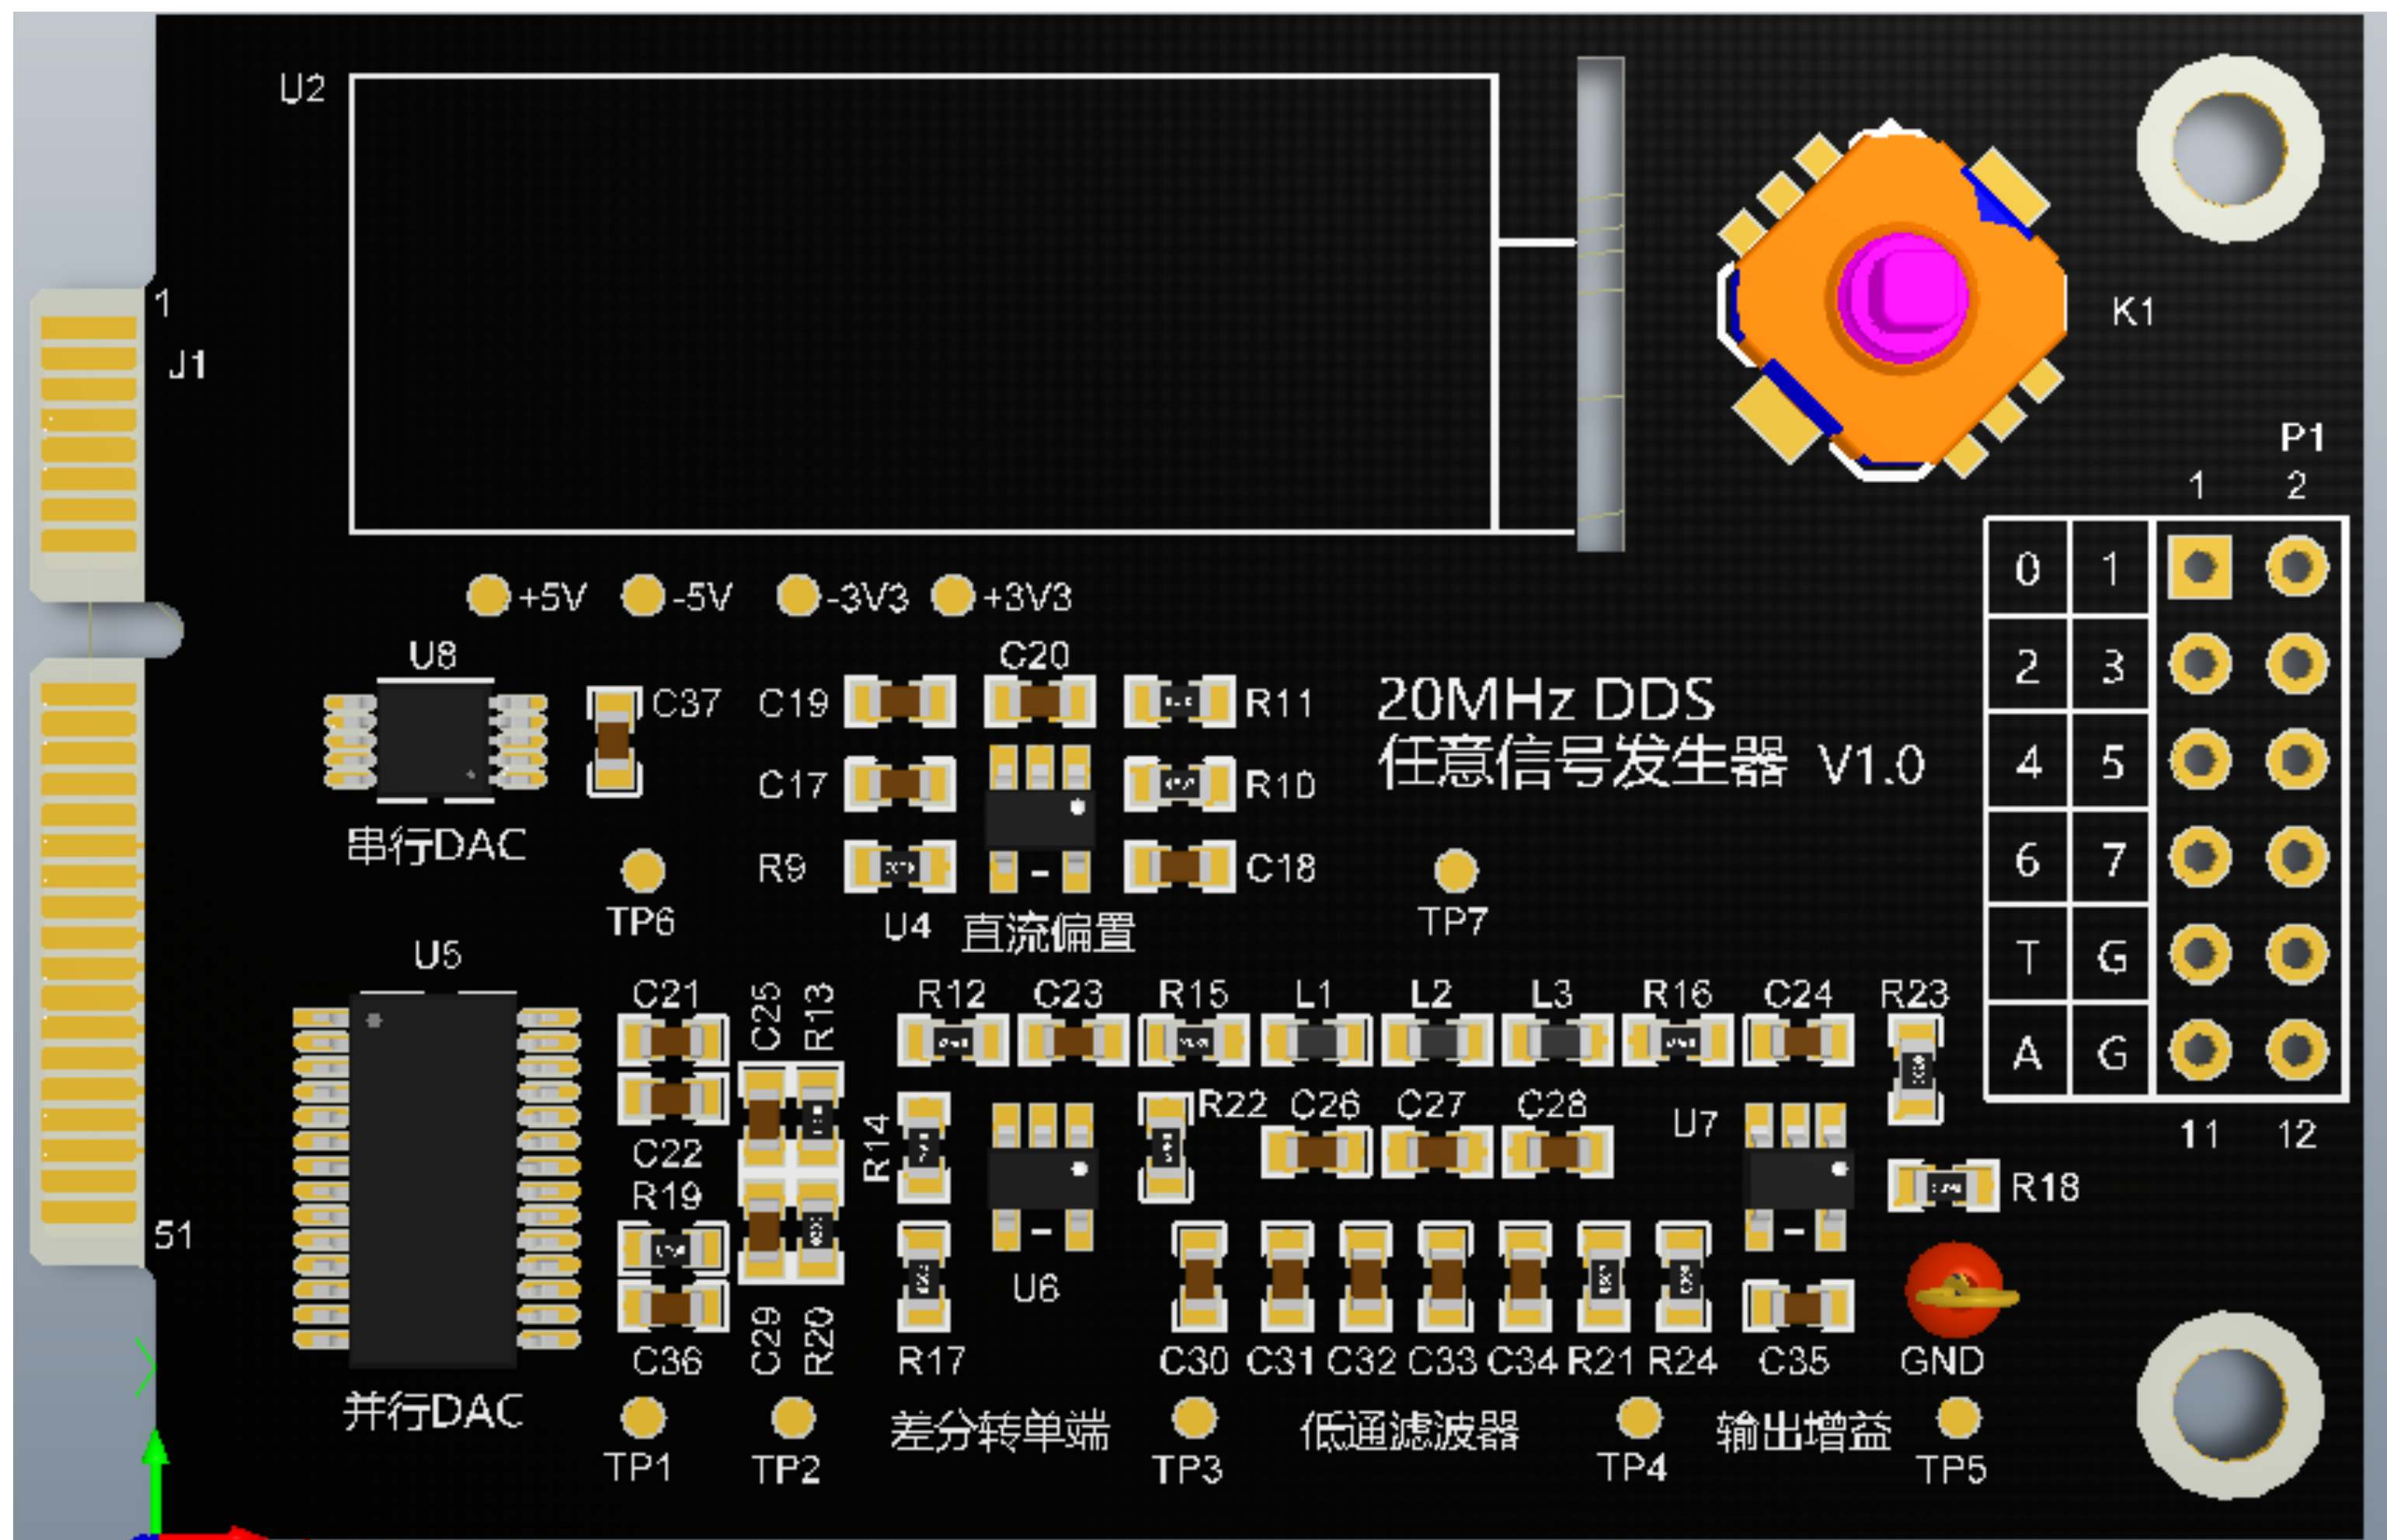 U2
1
J1
K1
P1
1 2
0 1
2 3
4 5
6 7
T G
A G
11 12
+5V -5V -3V3 +3V3
U8
C37
串行DAC
TP6
C19 C20 R11
C17 R10
R9 C18
U4 直流偏置
20MHz DDS
任意信号发生器 V1.0
TP7
51
U5
并行DAC
C21 C25 R13
C22
R19
C36 C29 R20
R12 C23 R15 L1 L2 L3 R16 C24 R23
R14 R22 C26 C27 C28 U7
R18
U6
R17 C30 C31 C32 C33 C34 R21 R24 C35 GND
差分转单端 低通滤波器 输出增益
TP1 TP2 TP3 TP4 TP5